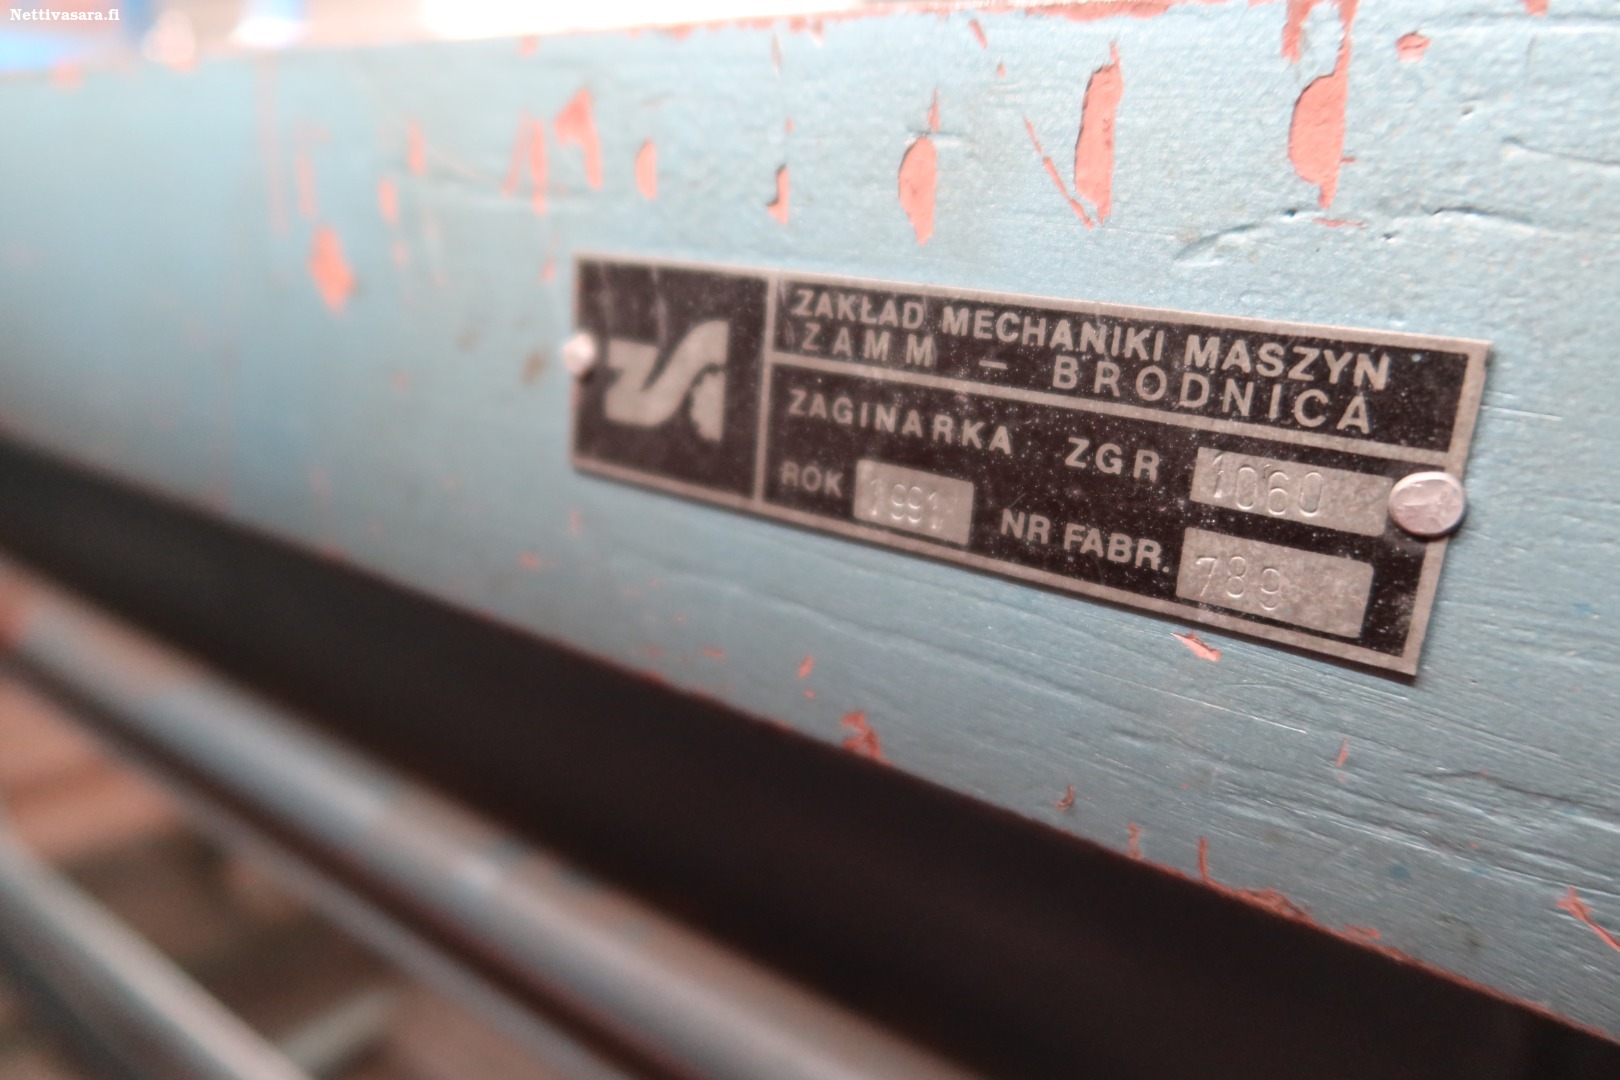 Nettivasara.fi
ZAKŁAD MECHANIKI MASZYN
ZAMM – BRODNICA
ZAGINARKA ZGR 1060
ROK 1991 NR FABR. 789